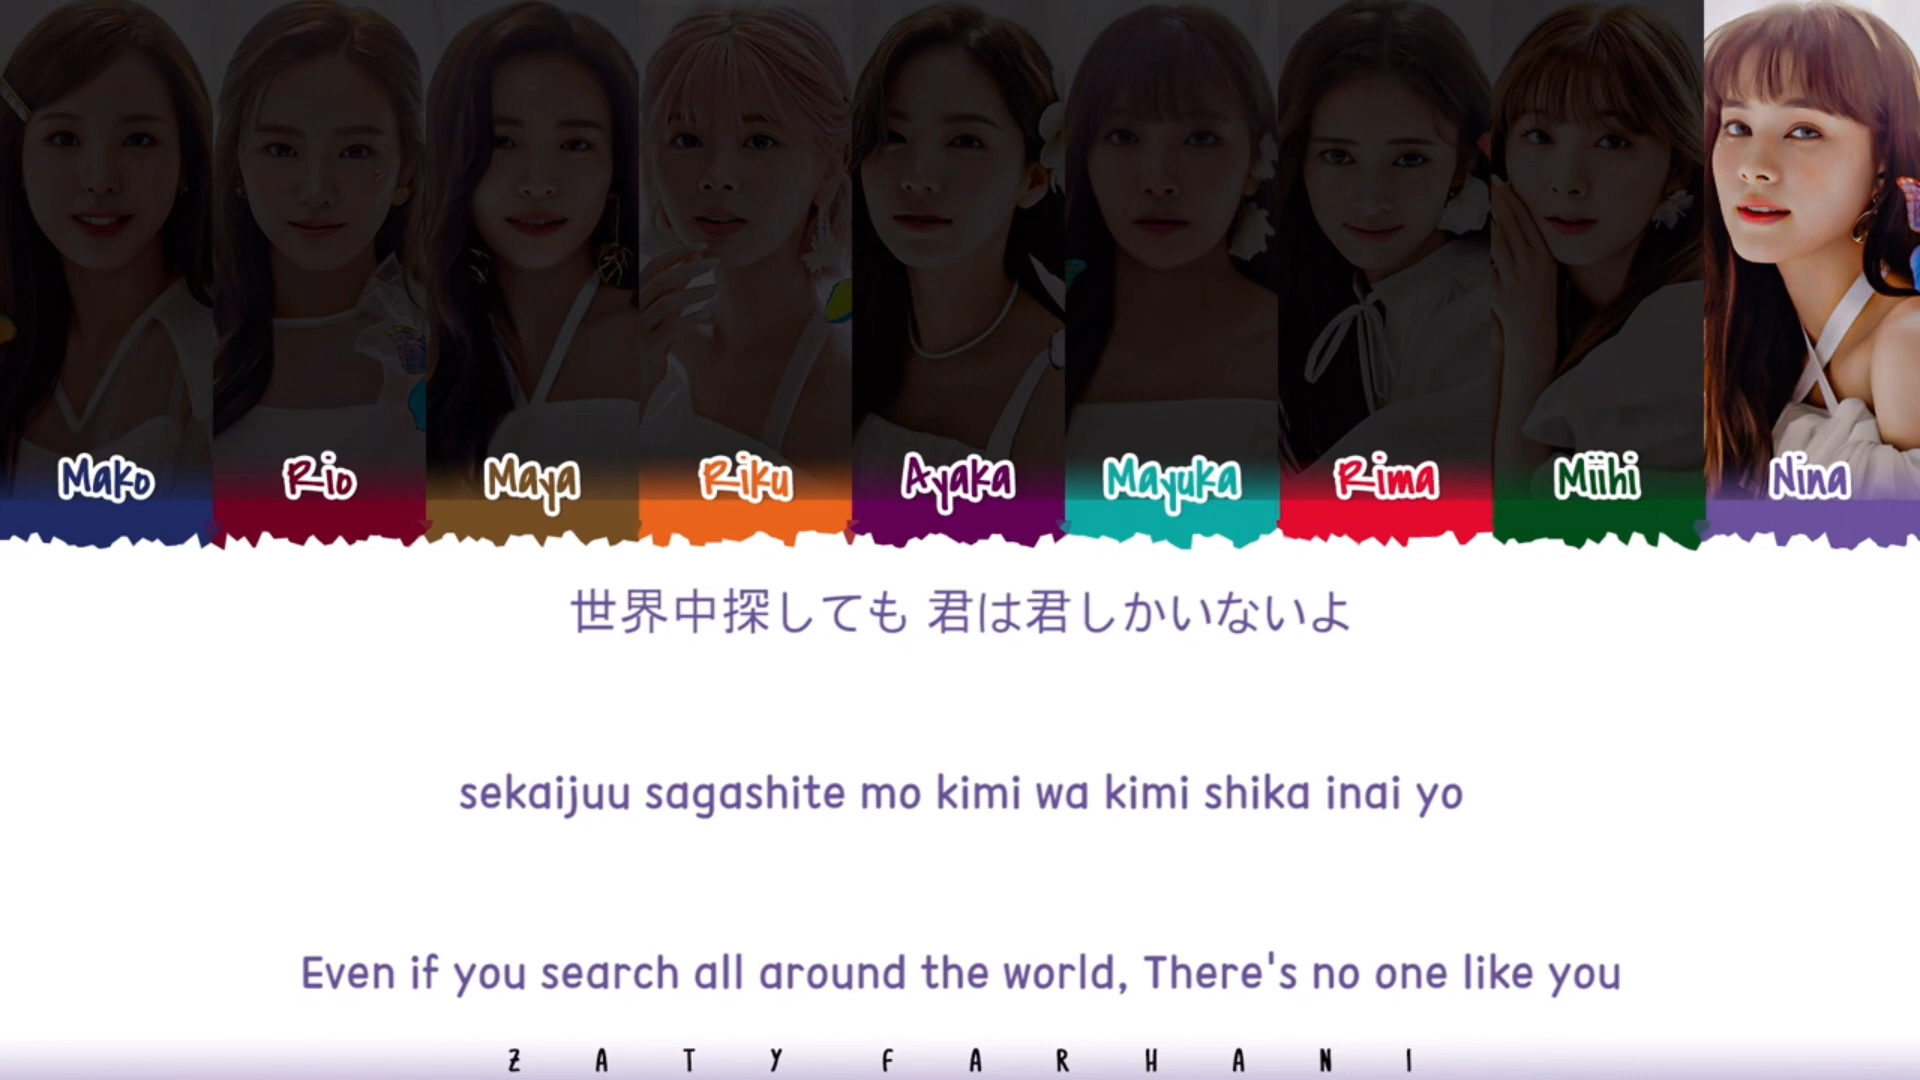 Mako Rio Maya Riku Ayaka Mayuka Rima Miihi Nina
世界中探しても 君は君しかいないよ
sekaijuu sagashite mo kimi wa kimi shika inai yo
Even if you search all around the world, There's no one like you
ZATY FARHANI